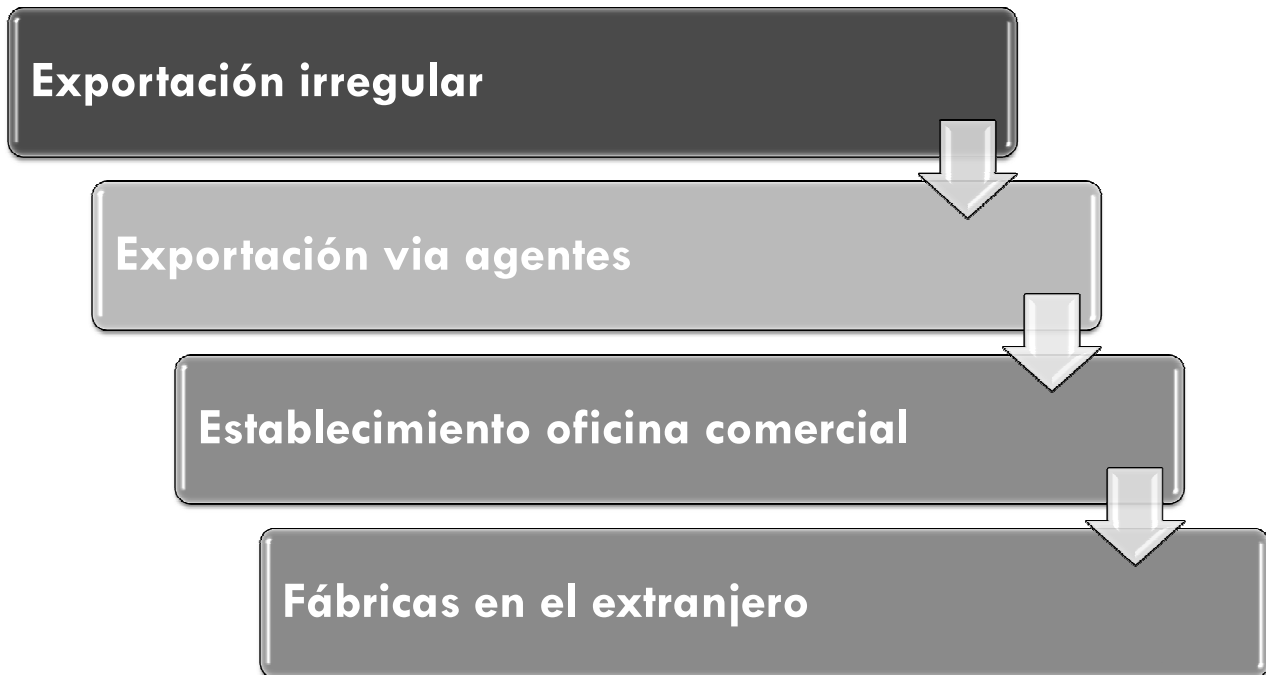 Exportación irregular
Exportación via agentes
Establecimiento oficina comercial
Fábricas en el extranjero